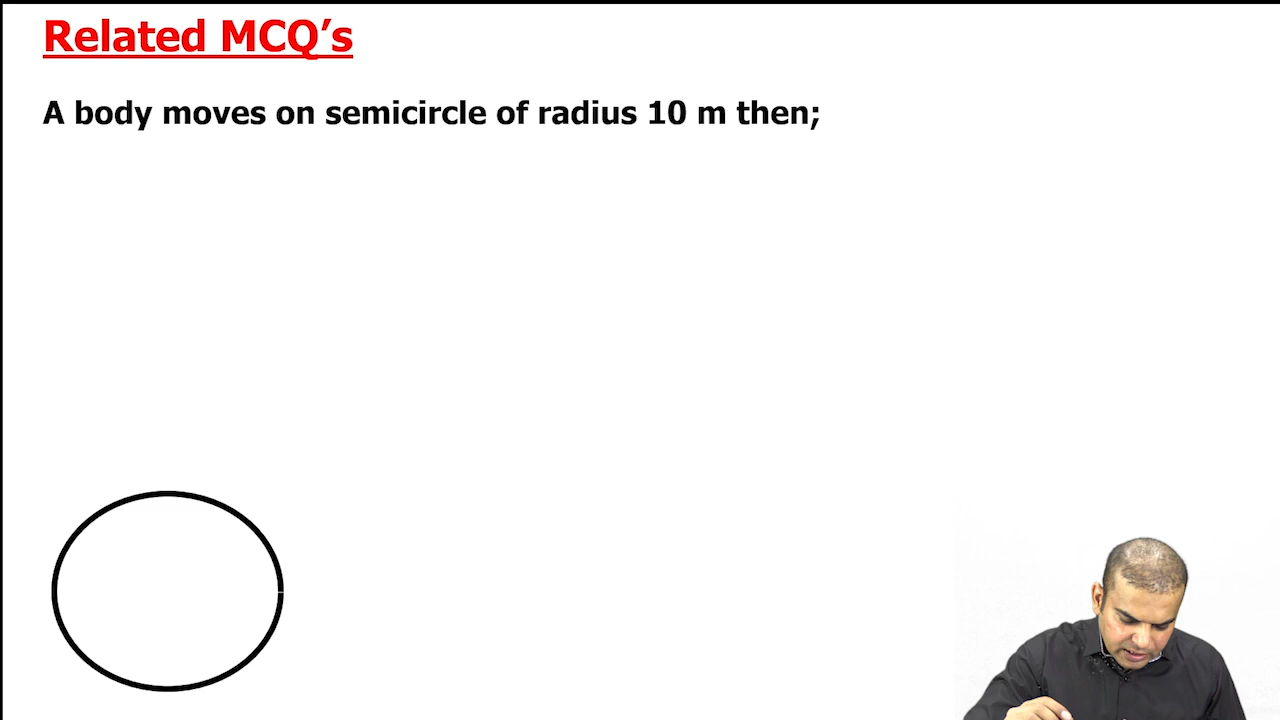 Related MCQ’s
A body moves on semicircle of radius 10 m then;